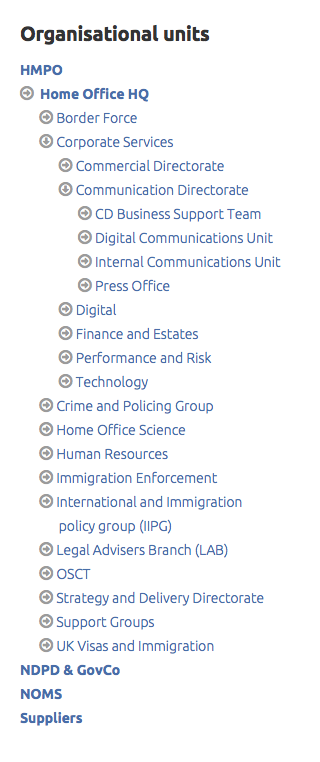 Organisational units
HMPO
Home Office HQ
Border Force
Corporate Services
Commercial Directorate
Communication Directorate
CD Business Support Team
Digital Communications Unit
Internal Communications Unit
Press Office
Digital
Finance and Estates
Performance and Risk
Technology
Crime and Policing Group
Home Office Science
Human Resources
Immigration Enforcement
International and Immigration
policy group (IIPG)
Legal Advisers Branch (LAB)
OSCT
Strategy and Delivery Directorate
Support Groups
UK Visas and Immigration
NDPD & GovCo
NOMS
Suppliers